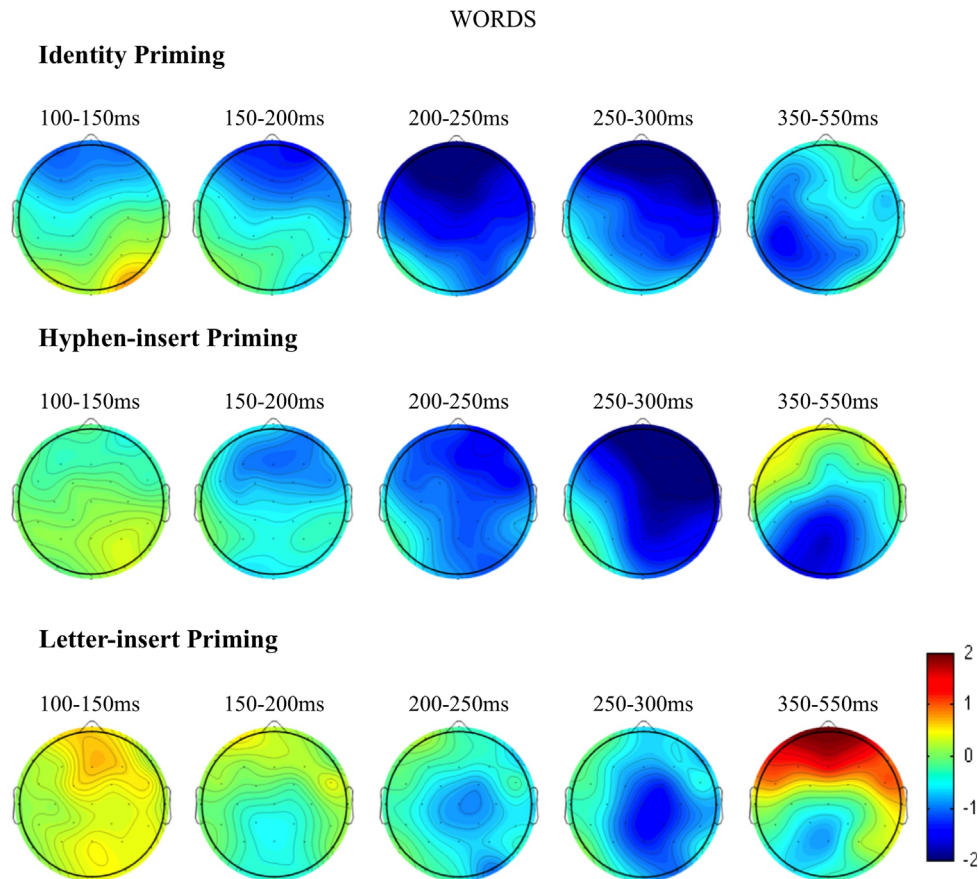 WORDS
Identity Priming
100-150ms 150-200ms 200-250ms 250-300ms 350-550ms
Hyphen-insert Priming
100-150ms 150-200ms 200-250ms 250-300ms 350-550ms
Letter-insert Priming
100-150ms 150-200ms 200-250ms 250-300ms 350-550ms
2
1
0
-1
-2